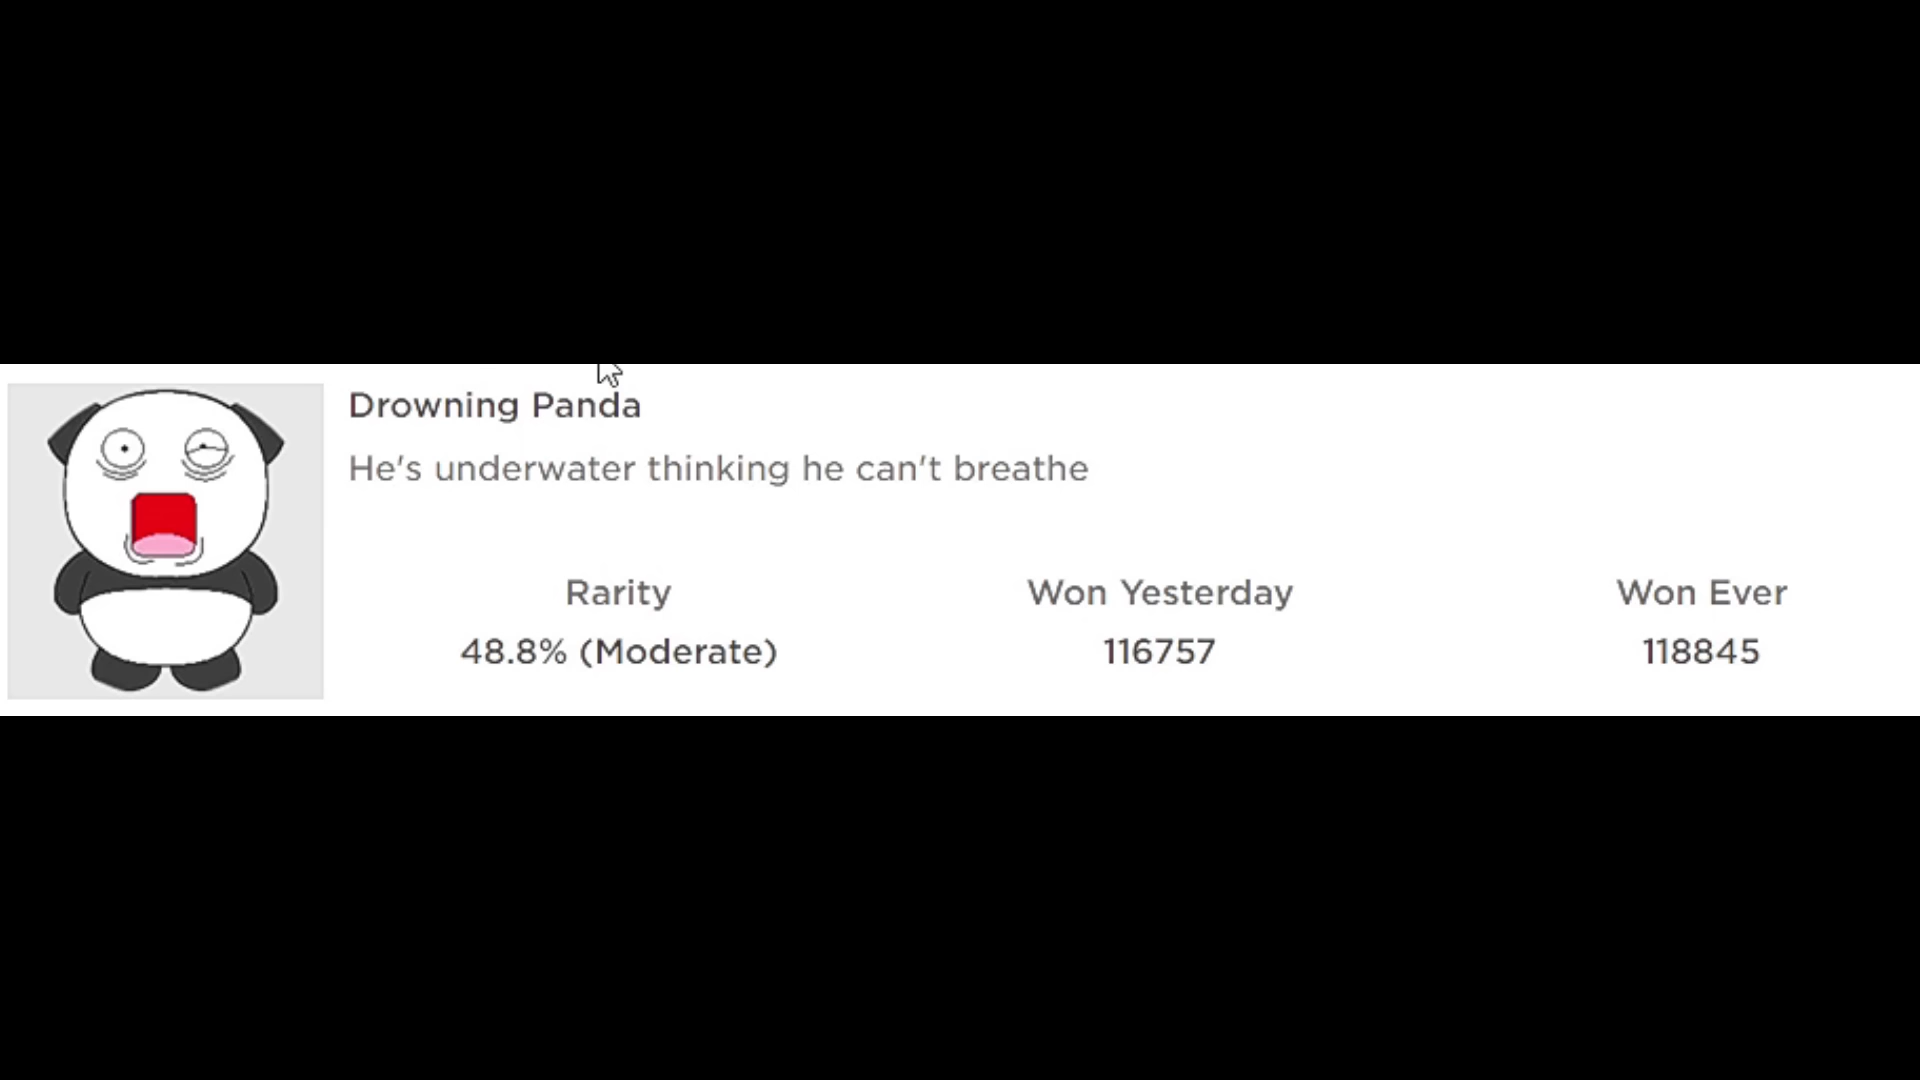 Drowning Panda
He's underwater thinking he can't breathe
Rarity Won Yesterday Won Ever
48.8% (Moderate) 116757 118845